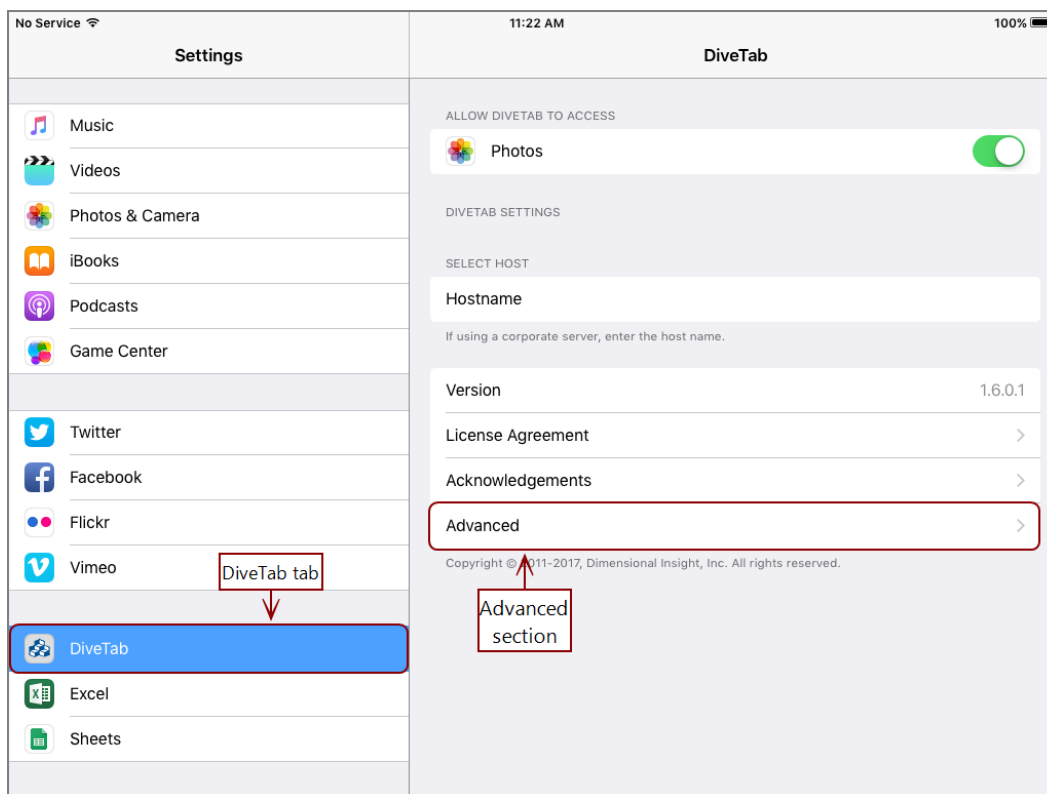 No Service
11:22 AM
100%
Settings
DiveTab
Music
Videos
Photos & Camera
iBooks
Podcasts
Game Center
Twitter
Facebook
Flickr
Vimeo
DiveTab tab
DiveTab
Excel
Sheets
ALLOW DIVETAB TO ACCESS
Photos
DIVETAB SETTINGS
SELECT HOST
Hostname
If using a corporate server, enter the host name.
Version 1.6.0.1
License Agreement
Acknowledgements
Advanced
Copyright © 2011-2017, Dimensional Insight, Inc. All rights reserved.
Advanced
section